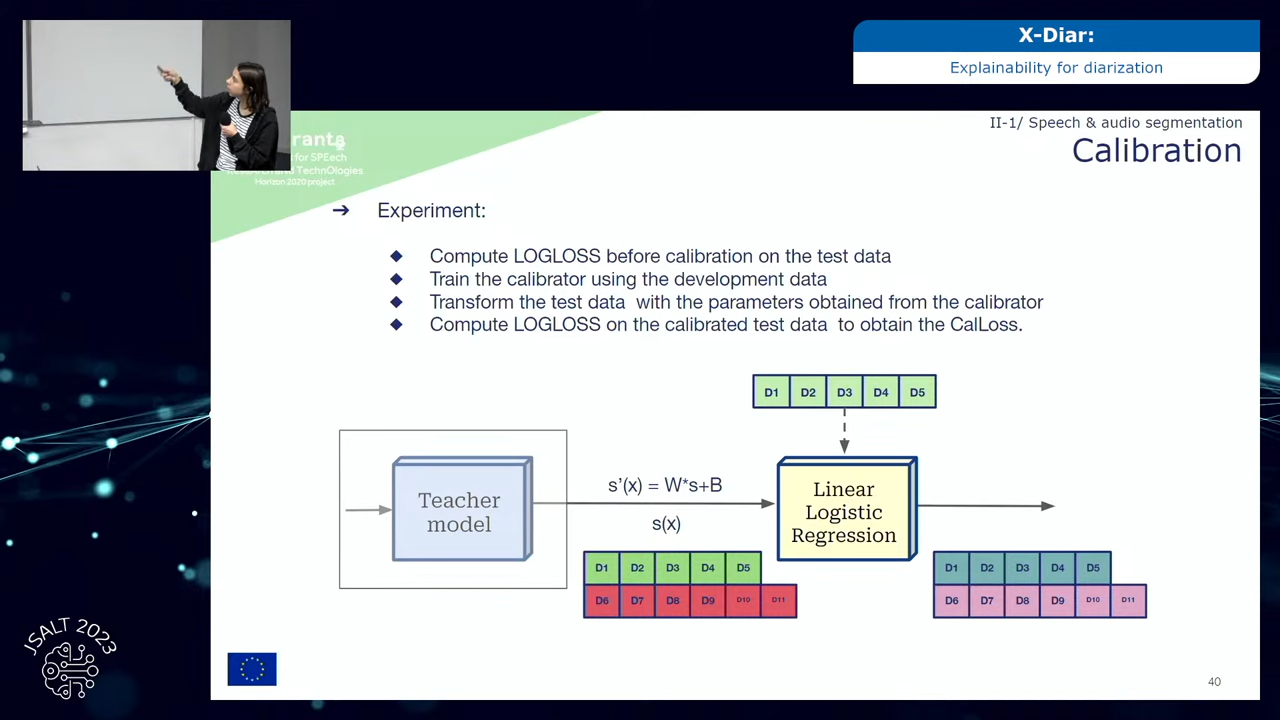 X-Diar:
Explainability for diarization
II-1/ Speech & audio segmentation
Calibration
for SPEech
TechnOlogies
Horizon 2020 project
➔ Experiment:
◆ Compute LOGLOSS before calibration on the test data
◆ Train the calibrator using the development data
◆ Transform the test data with the parameters obtained from the calibrator
◆ Compute LOGLOSS on the calibrated test data to obtain the CalLoss.
D1 D2 D3 D4 D5
Teacher
model
s’(x) = W*s+B
s(x)
Linear
Logistic
Regression
D1 D2 D3 D4 D5
D6 D7 D8 D9 D10 D11
D1 D2 D3 D4 D5
D6 D7 D8 D9 D10 D11
JSALT 2023
40